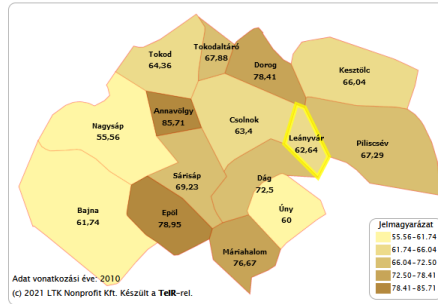 Tokod
64,36
Tokodaltáró
67,88
Dorog
78,41
Kesztölc
66,04
Annavölgy
85,71
Csolnok
63,4
Leányvár
62,64
Piliscsév
67,29
Nagysáp
55,56
Sárisáp
69,23
Dág
72,5
Bajna
61,74
Epöl
78,95
Úny
60
Máriahalom
76,67
Jelmagyarázat
55.56-61.74
61.74-66.04
66.04-72.50
72.50-78.41
78.41-85.71
Adat vonatkozási éve: 2010
(c) 2021 LTK Nonprofit Kft. Készült a TeIR-rel.